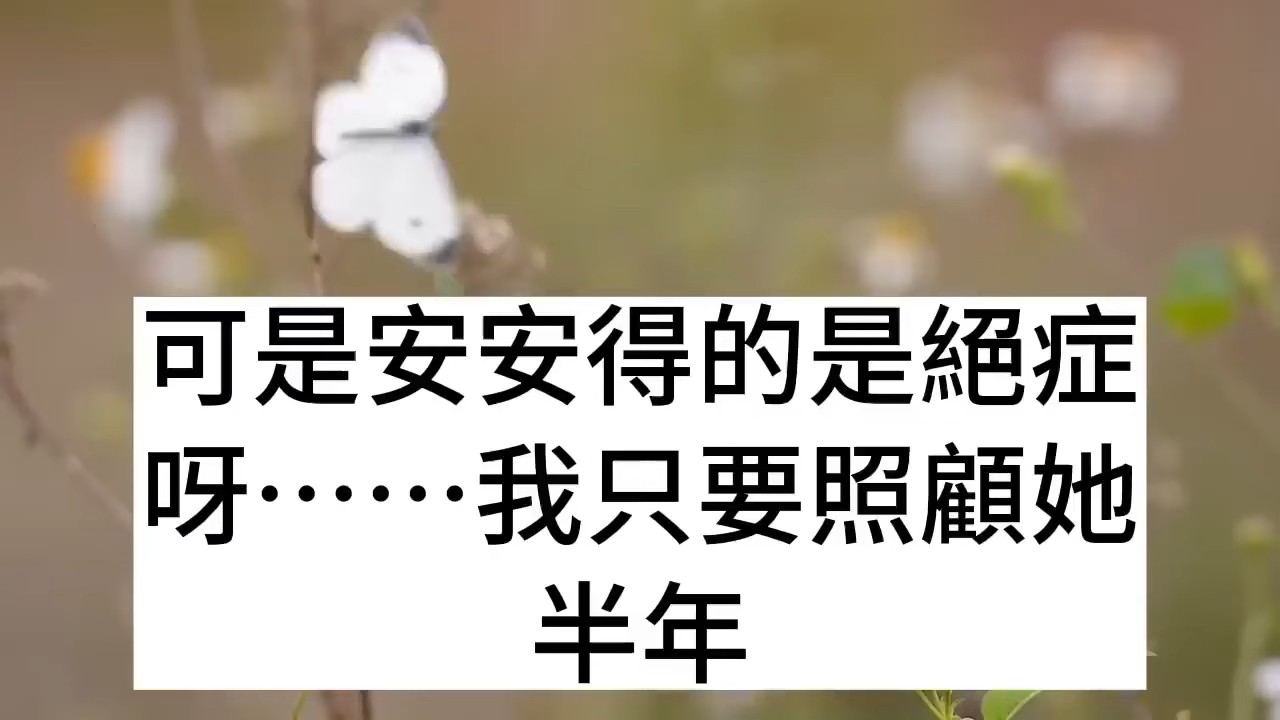 可是安安得的是絕症
呀……我只要照顧她
半年